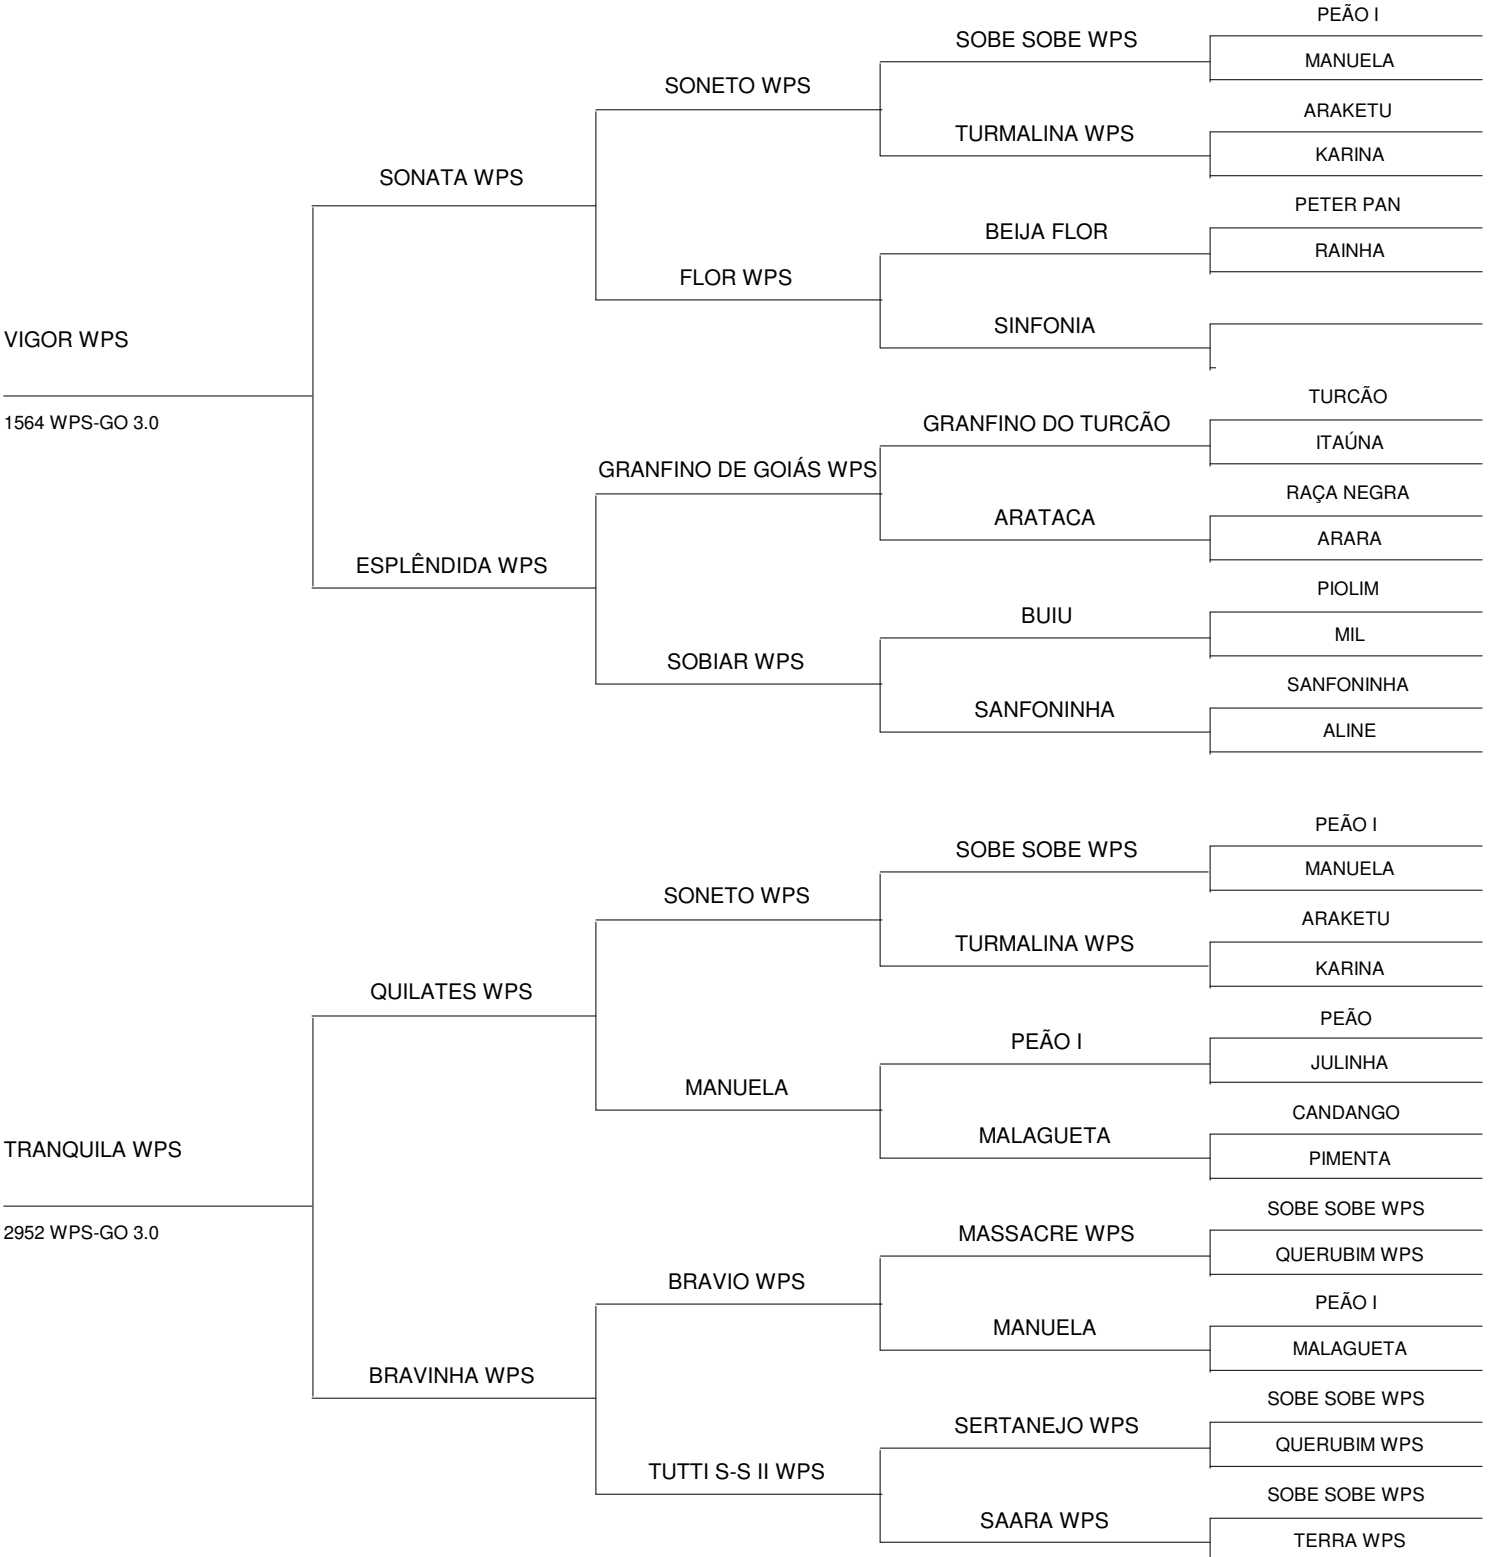 PEÃO I
SOBE SOBE WPS
MANUELA
SONETO WPS
ARAKETU
TURMALINA WPS
KARINA
SONATA WPS
PETER PAN
BEIJA FLOR
RAINHA
FLOR WPS
SINFONIA
VIGOR WPS
1564 WPS-GO 3.0
TURCÃO
GRANFINO DO TURCÃO
ITAÚNA
GRANFINO DE GOIÁS WPS
RAÇA NEGRA
ARATACA
ARARA
ESPLÊNDIDA WPS
PIOLIM
BUIU
MIL
SOBIAR WPS
SANFONINHA
SANFONINHA
ALINE
PEÃO I
SOBE SOBE WPS
MANUELA
SONETO WPS
ARAKETU
TURMALINA WPS
KARINA
QUILATES WPS
PEÃO
PEÃO I
JULINHA
MANUELA
CANDANGO
MALAGUETA
PIMENTA
TRANQUILA WPS
2952 WPS-GO 3.0
SOBE SOBE WPS
MASSACRE WPS
QUERUBIM WPS
BRAVIO WPS
PEÃO I
MANUELA
MALAGUETA
BRAVINHA WPS
SOBE SOBE WPS
SERTANEJO WPS
QUERUBIM WPS
TUTTI S-S II WPS
SOBE SOBE WPS
SAARA WPS
TERRA WPS